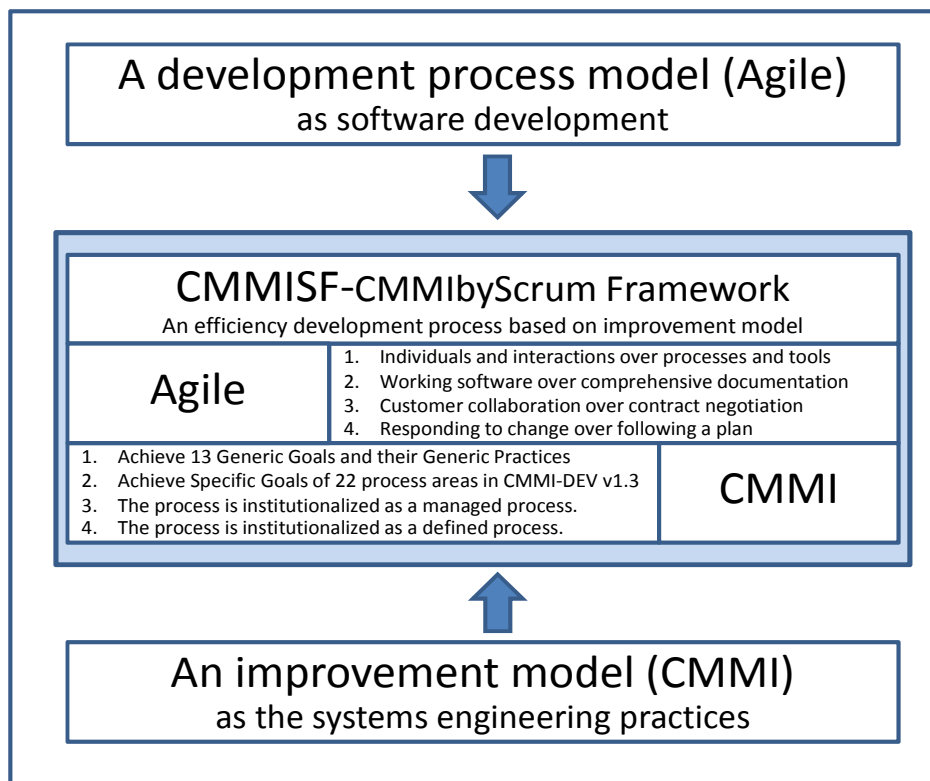 A development process model (Agile)
as software development
CMMISF-CMMIbyScrum Framework
An efficiency development process based on improvement model
Agile
1. Individuals and interactions over processes and tools
2. Working software over comprehensive documentation
3. Customer collaboration over contract negotiation
4. Responding to change over following a plan
1. Achieve 13 Generic Goals and their Generic Practices
2. Achieve Specific Goals of 22 process areas in CMMI-DEV v1.3
3. The process is institutionalized as a managed process.
4. The process is institutionalized as a defined process.
CMMI
An improvement model (CMMI)
as the systems engineering practices